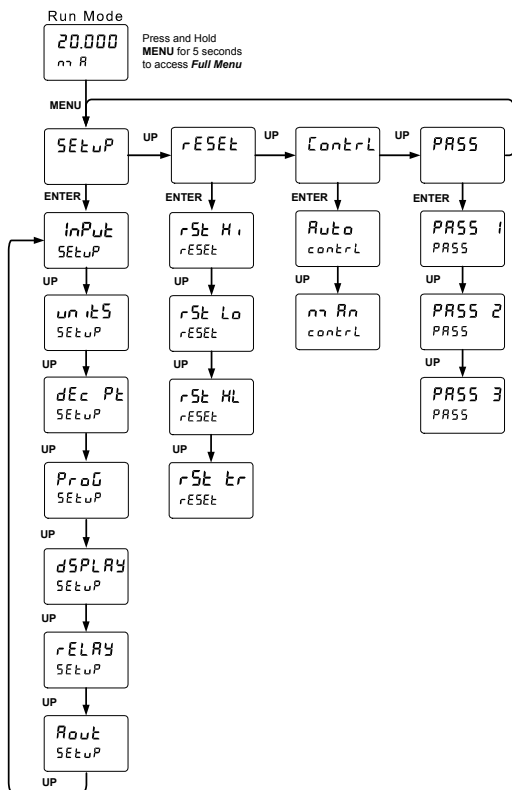 Run Mode
20.000
mA
Press and Hold
MENU for 5 seconds
to access Full Menu
MENU
SEtuP
UP
rESEt
UP
ContrL
UP
PASS
ENTER
ENTER
ENTER
ENTER
InPut
SEtuP
rSt Hi
rESEt
Auto
contrL
PASS 1
PASS
UP
UP
UP
UP
unitS
SEtuP
rSt Lo
rESEt
mAn
contrL
PASS 2
PASS
UP
UP
UP
dEc Pt
SEtuP
rSt HL
rESEt
PASS 3
PASS
UP
UP
ProG
SEtuP
rSt tr
rESEt
UP
dSPLAY
SEtuP
UP
rELAY
SEtuP
UP
Aout
SEtuP
UP